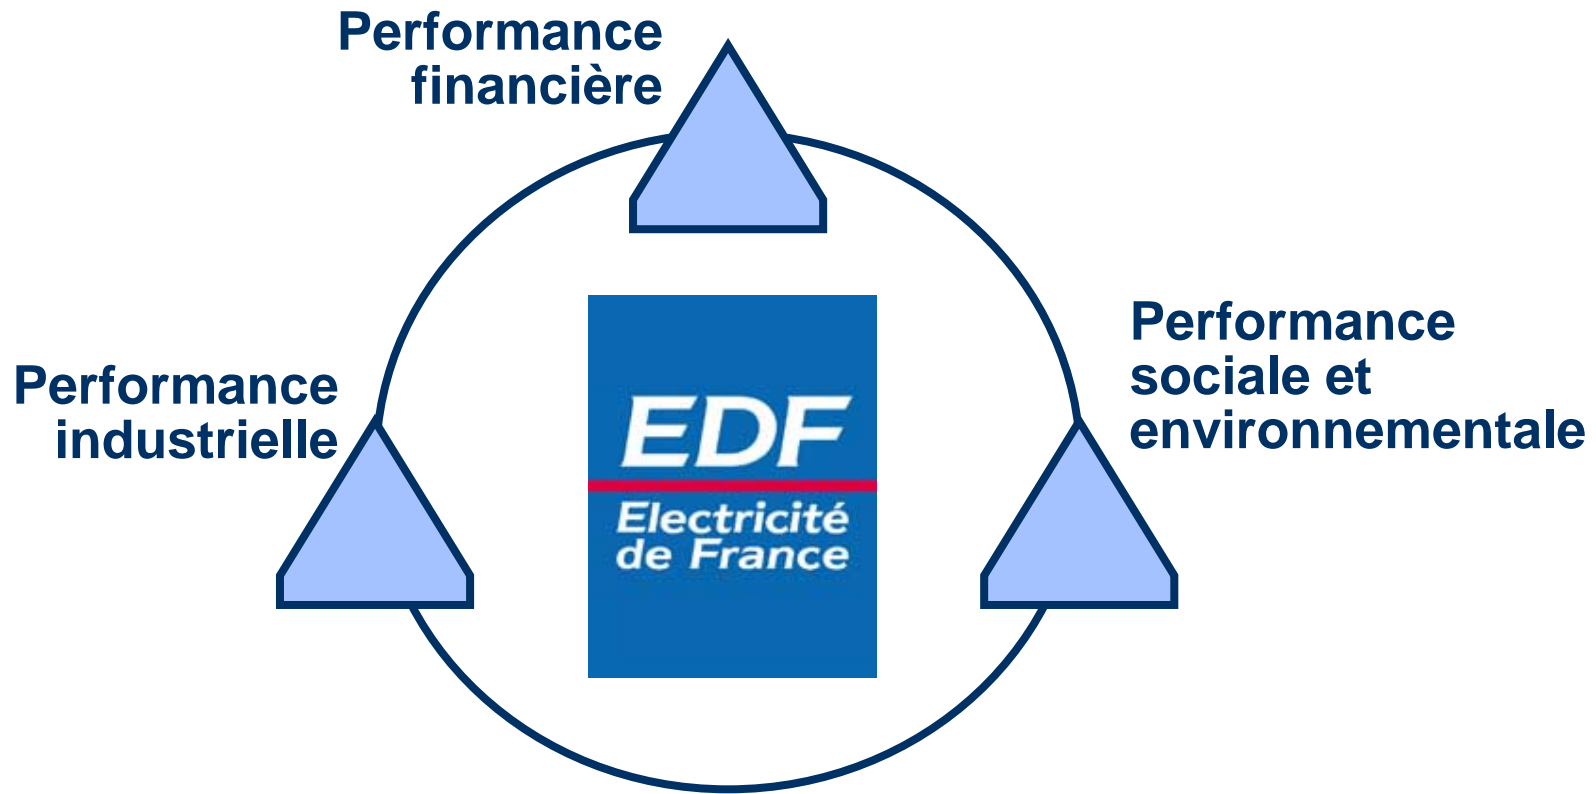 Performance
financière
Performance
sociale et
environnementale
Performance
industrielle
EDF
Electricité
de France